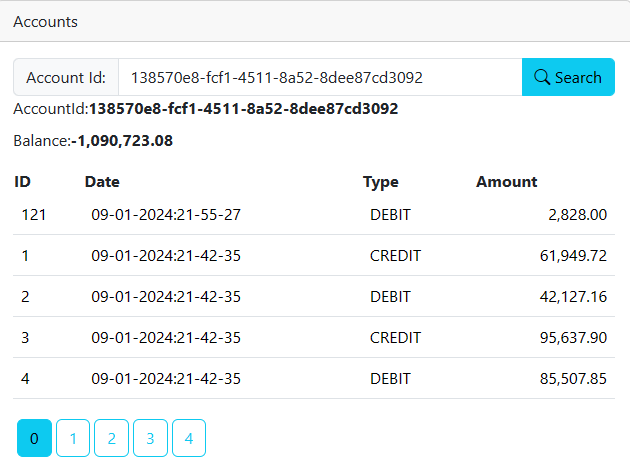 Accounts
Account Id: 138570e8-fcf1-4511-8a52-8dee87cd3092 Search
AccountId:138570e8-fcf1-4511-8a52-8dee87cd3092
Balance:-1,090,723.08
ID Date Type Amount
121 09-01-2024:21-55-27 DEBIT 2,828.00
1 09-01-2024:21-42-35 CREDIT 61,949.72
2 09-01-2024:21-42-35 DEBIT 42,127.16
3 09-01-2024:21-42-35 CREDIT 95,637.90
4 09-01-2024:21-42-35 DEBIT 85,507.85
0 1 2 3 4